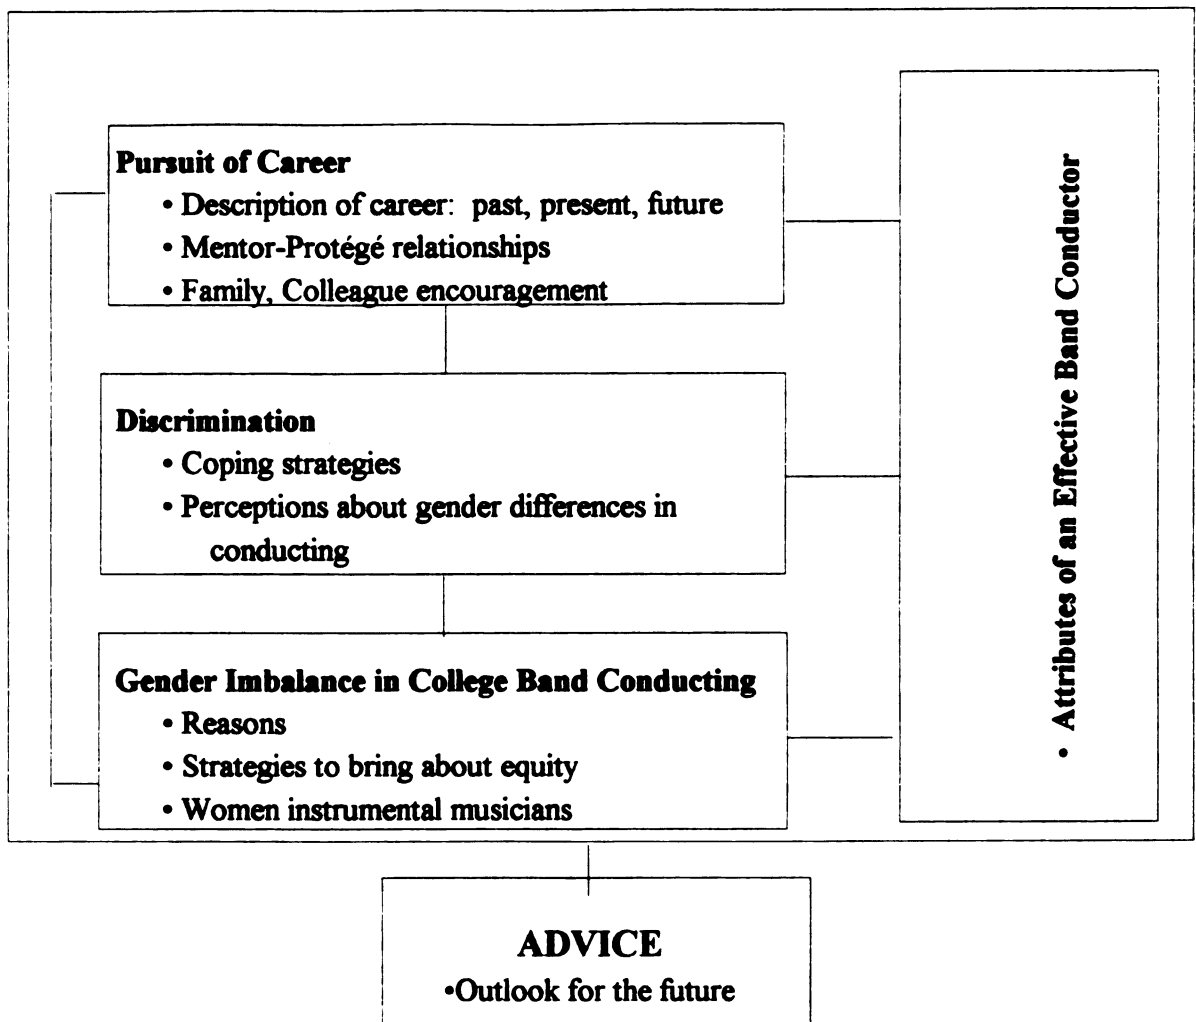 Pursuit of Career
• Description of career: past, present, future
• Mentor-Protégé relationships
• Family, Colleague encouragement
Discrimination
• Coping strategies
• Perceptions about gender differences in
conducting
Gender Imbalance in College Band Conducting
• Reasons
• Strategies to bring about equity
• Women instrumental musicians
• Attributes of an Effective Band Conductor
ADVICE
•Outlook for the future